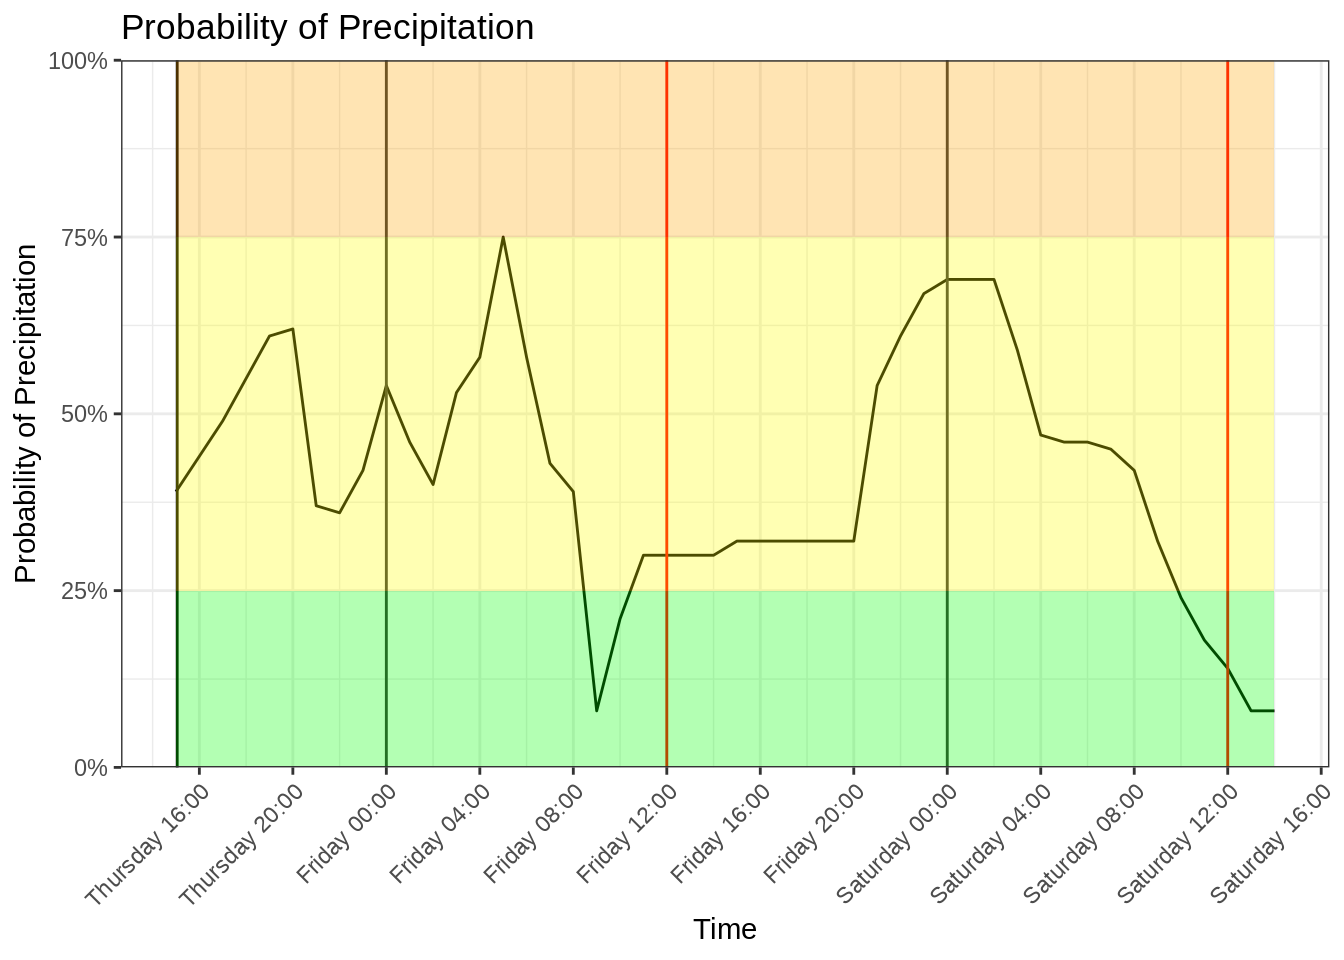 Probability of Precipitation
100%
75%
50%
25%
0%
Probability of Precipitation
Thursday 16:00
Thursday 20:00
Friday 00:00
Friday 04:00
Friday 08:00
Friday 12:00
Friday 16:00
Friday 20:00
Saturday 00:00
Saturday 04:00
Saturday 08:00
Saturday 12:00
Saturday 16:00
Time